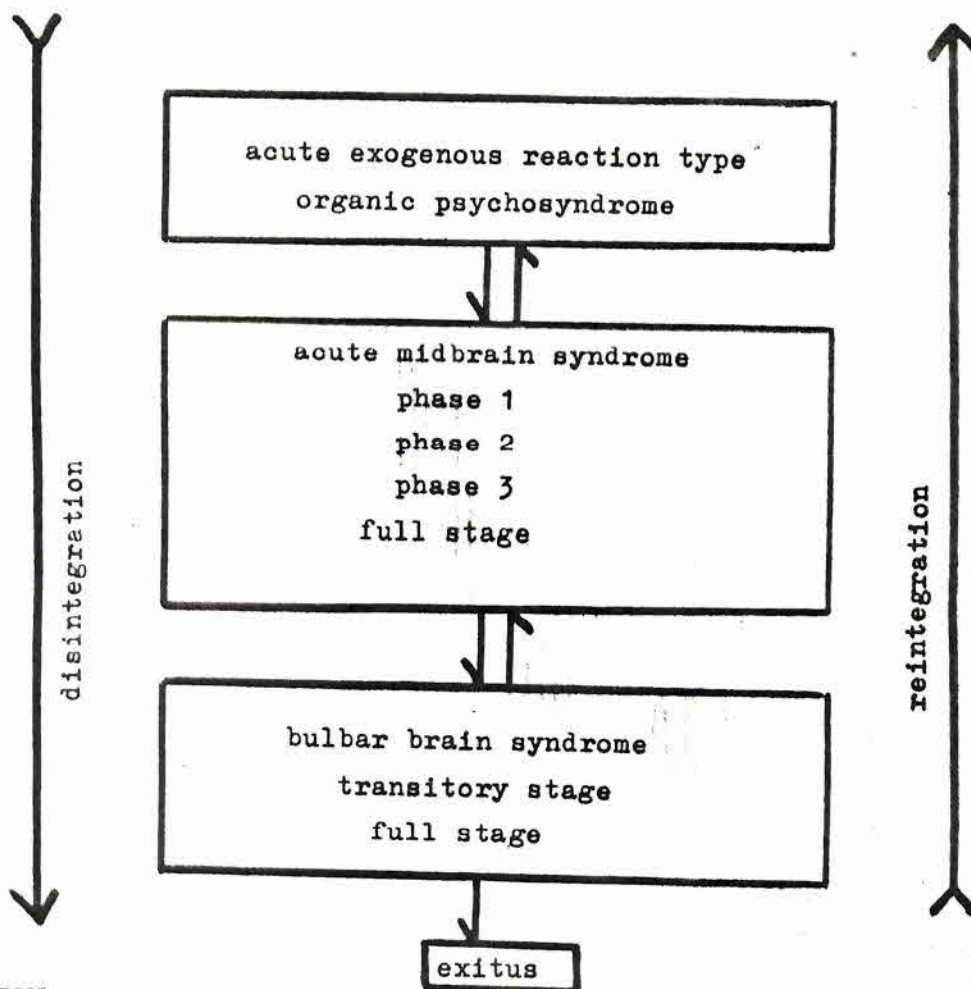 acute exogenous reaction type
organic psychosyndrome
acute midbrain syndrome
phase 1
phase 2
phase 3
full stage
disintegration
reintegration
bulbar brain syndrome
transitory stage
full stage
exitus